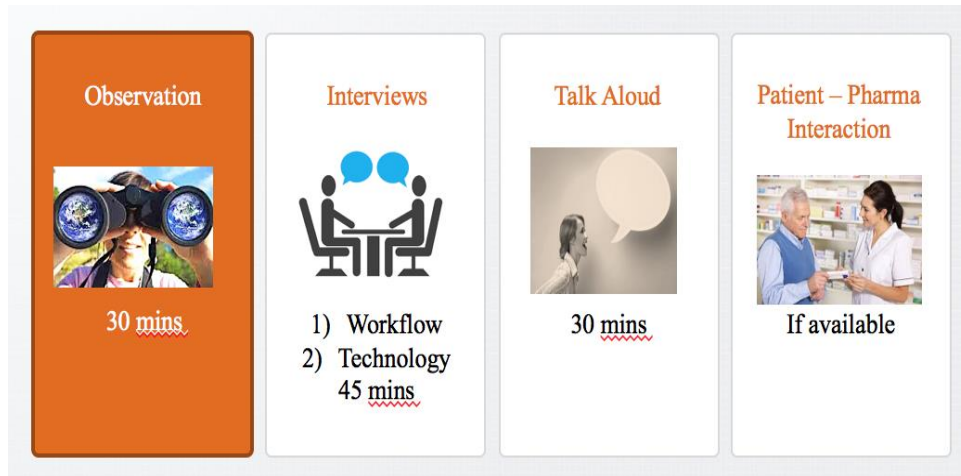 Observation
30 mins
Interviews
1) Workflow
2) Technology
45 mins
Talk Aloud
30 mins
Patient – Pharma
Interaction
If available